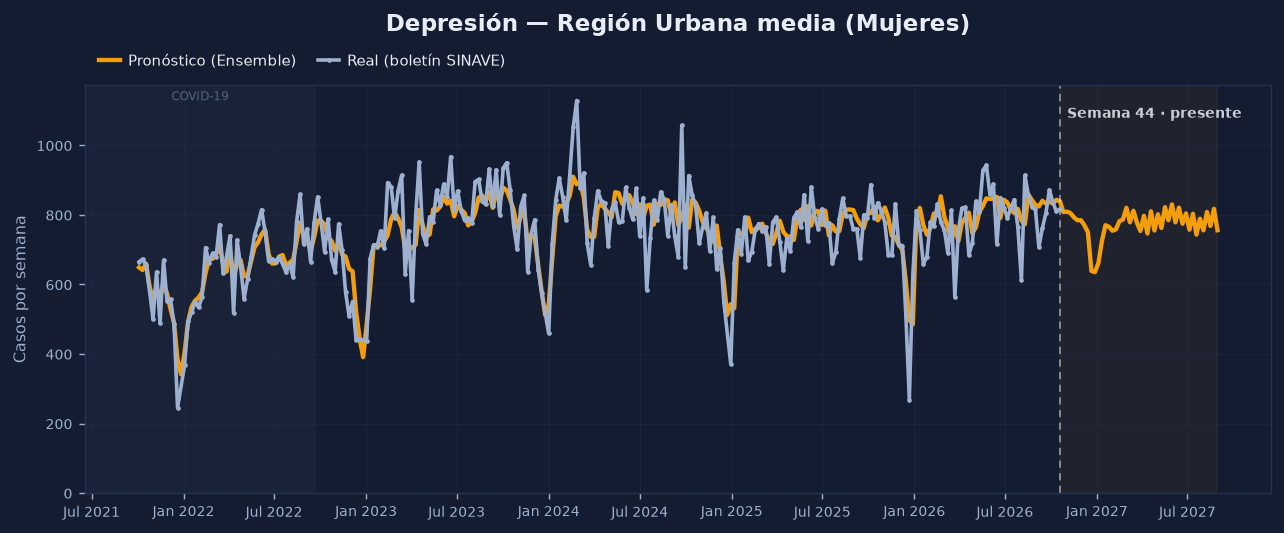 Depresión — Región Urbana media (Mujeres)
Pronóstico (Ensemble)
Real (boletín SINAVE)
COVID-19
Semana 44 · presente
Casos por semana
1000
800
600
400
200
0
Jul 2021
Jan 2022
Jul 2022
Jan 2023
Jul 2023
Jan 2024
Jul 2024
Jan 2025
Jul 2025
Jan 2026
Jul 2026
Jan 2027
Jul 2027